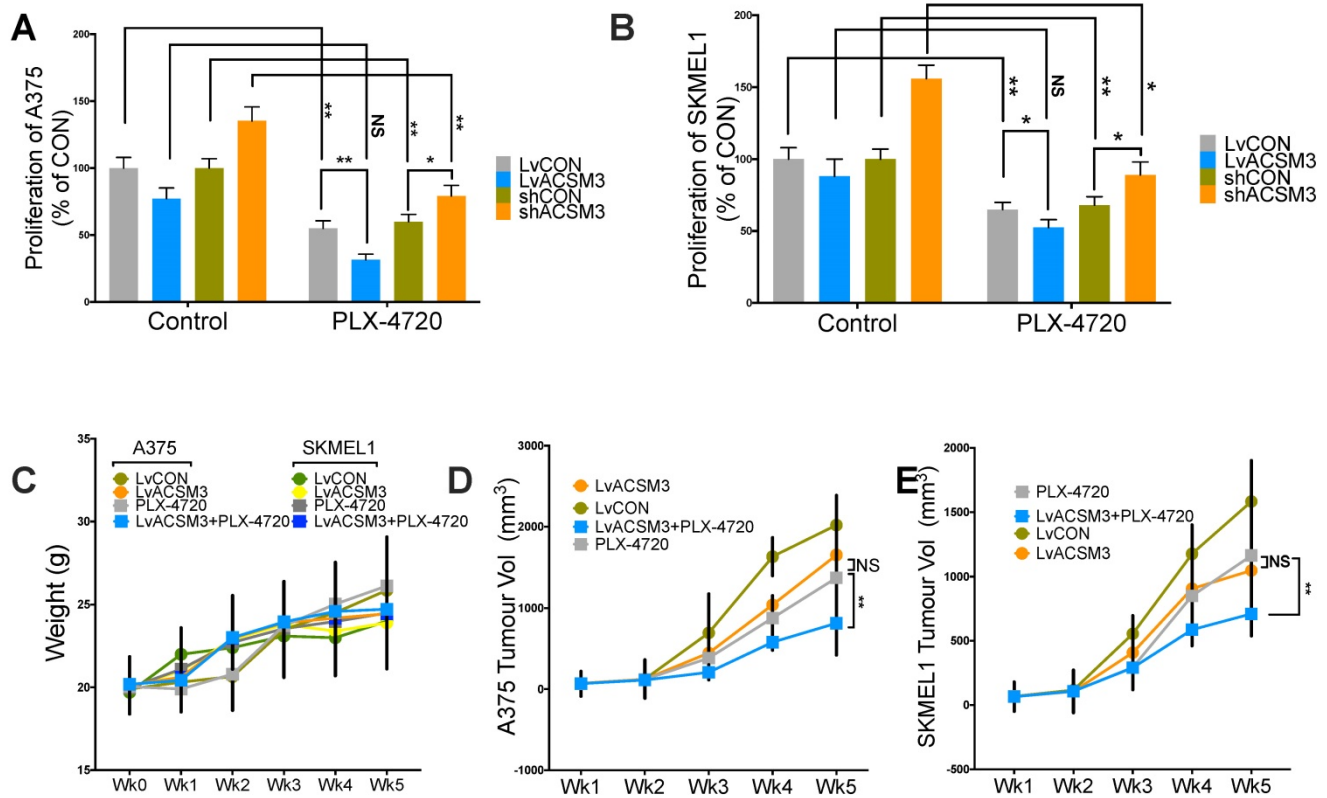 A
Proliferation of A375
(% of CON)
200
150
100
50
0
**
NS
**
**
**
*
Control
PLX-4720
LvCON
LvACSM3
shCON
shACSM3
B
Proliferation of SKMEL1
(% of CON)
200
150
100
50
0
**
NS
**
*
*
*
Control
PLX-4720
LvCON
LvACSM3
shCON
shACSM3
C
Weight (g)
35
30
25
20
15
A375
LvCON
LvACSM3
PLX-4720
LvACSM3+PLX-4720
SKMEL1
LvCON
LvACSM3
PLX-4720
LvACSM3+PLX-4720
Wk0 Wk1 Wk2 Wk3 Wk4 Wk5
D
A375 Tumour Vol (mm³)
3000
2000
1000
0
-1000
LvACSM3
LvCON
LvACSM3+PLX-4720
PLX-4720
NS
**
Wk1 Wk2 Wk3 Wk4 Wk5
E
SKMEL1 Tumour Vol (mm³)
2000
1500
1000
500
0
-500
PLX-4720
LvACSM3+PLX-4720
LvCON
LvACSM3
NS
**
Wk1 Wk2 Wk3 Wk4 Wk5